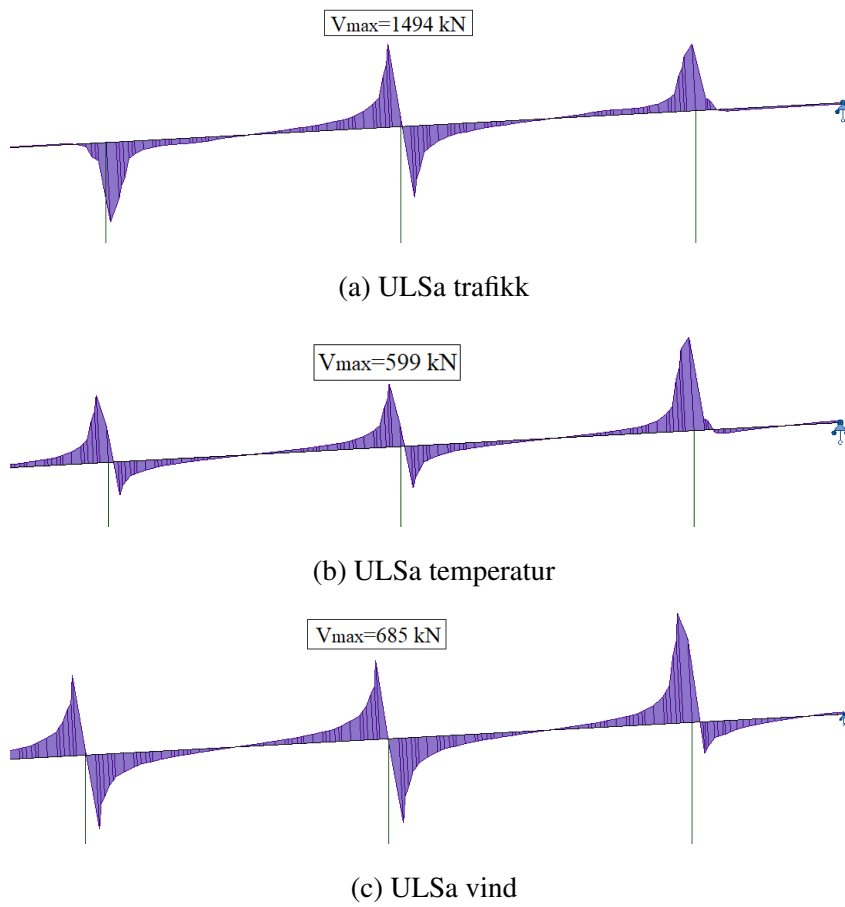 Vmax=1494 kN
(a) ULSa trafikk
Vmax=599 kN
(b) ULSa temperatur
Vmax=685 kN
(c) ULSa vind